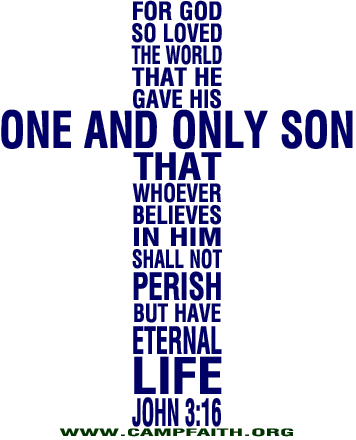 FOR GOD
SO LOVED
THE WORLD
THAT HE
GAVE HIS
ONE AND ONLY SON
THAT
WHOEVER
BELIEVES
IN HIM
SHALL NOT
PERISH
BUT HAVE
ETERNAL
LIFE
JOHN 3:16
WWW.CAMPFAITH.ORG